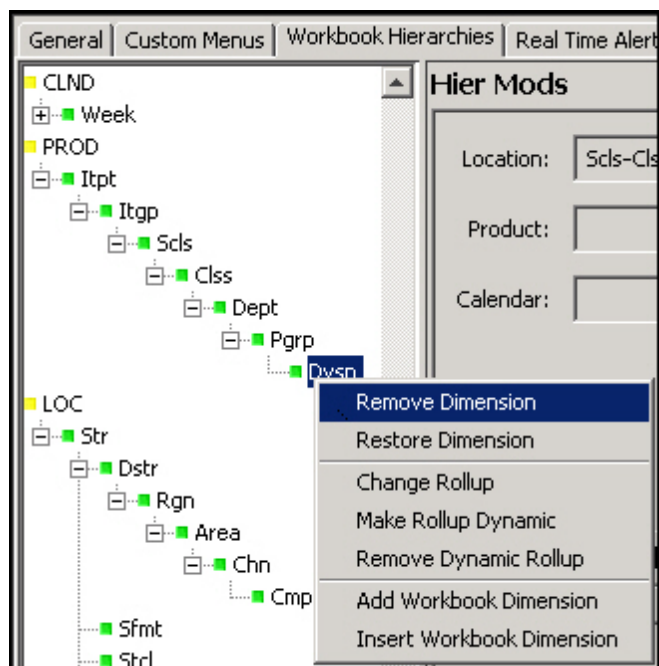 General
Custom Menus
Workbook Hierarchies
Real Time Alert
CLND
Week
PROD
Itpt
Itgp
Scls
Clss
Dept
Pgrp
Dvsn
LOC
Str
Dstr
Rgn
Area
Chn
Cmp
Sfmt
Stcl
Hier Mods
Location:
Scls-Cls
Product:
Calendar:
Remove Dimension
Restore Dimension
Change Rollup
Make Rollup Dynamic
Remove Dynamic Rollup
Add Workbook Dimension
Insert Workbook Dimension